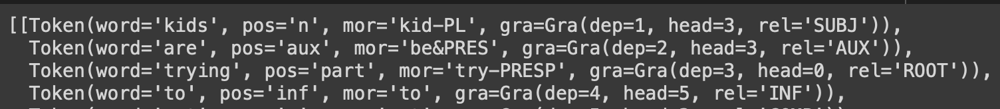 [[Token(word='kids', pos='n', mor='kid-PL', gra=Gra(dep=1, head=3, rel='SUBJ')),
Token(word='are', pos='aux', mor='be&PRES', gra=Gra(dep=2, head=3, rel='AUX')),
Token(word='trying', pos='part', mor='try-PRESP', gra=Gra(dep=3, head=0, rel='ROOT')),
Token(word='to', pos='inf', mor='to', gra=Gra(dep=4, head=5, rel='INF')),